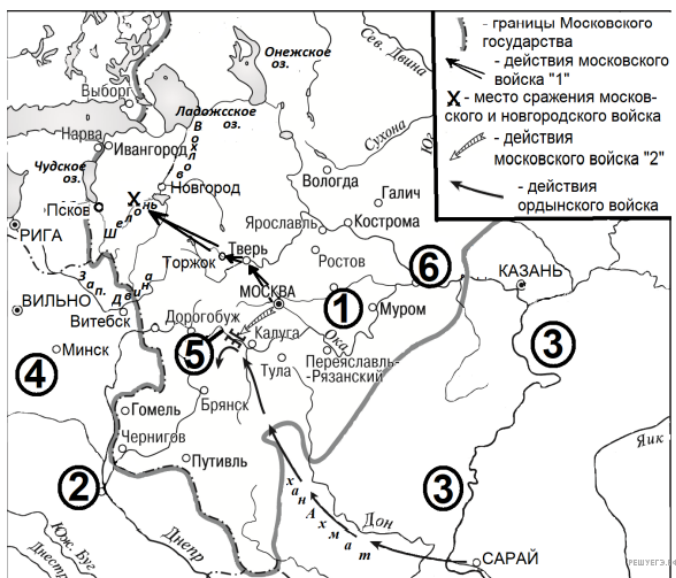 - границы Московского
государства
- действия московского
войска "1"
X - место сражения москов-
ского и новгородского войска
- действия
московского войска "2"
- действия
ордынского войска
Онежское
оз.
Сев. Двина
Выборг
Ладожсское
оз.
Сухона
Юг
Нарва
Ивангород
Волхов
Чудское
оз.
X
Новгород
Вологда
Галич
Псков
Шелонь
РИГА
Ярославль
Кострома
Тверь
Торжок
Ростов
6
КАЗАНЬ
Зап. Двина
ВИЛЬНО
МОСКВА
1
Муром
Витебск
Дорогобуж
Калуга
Ока
3
Минск
5
4
Тула
Переяславль-
Рязанский
Брянск
Гомель
Чернигов
Яик
Путивль
2
3
хан Ахмат
Дон
Днепр
Юж. Буг
Днестр
САРАЙ
РЕШУЕГЭ.РФ